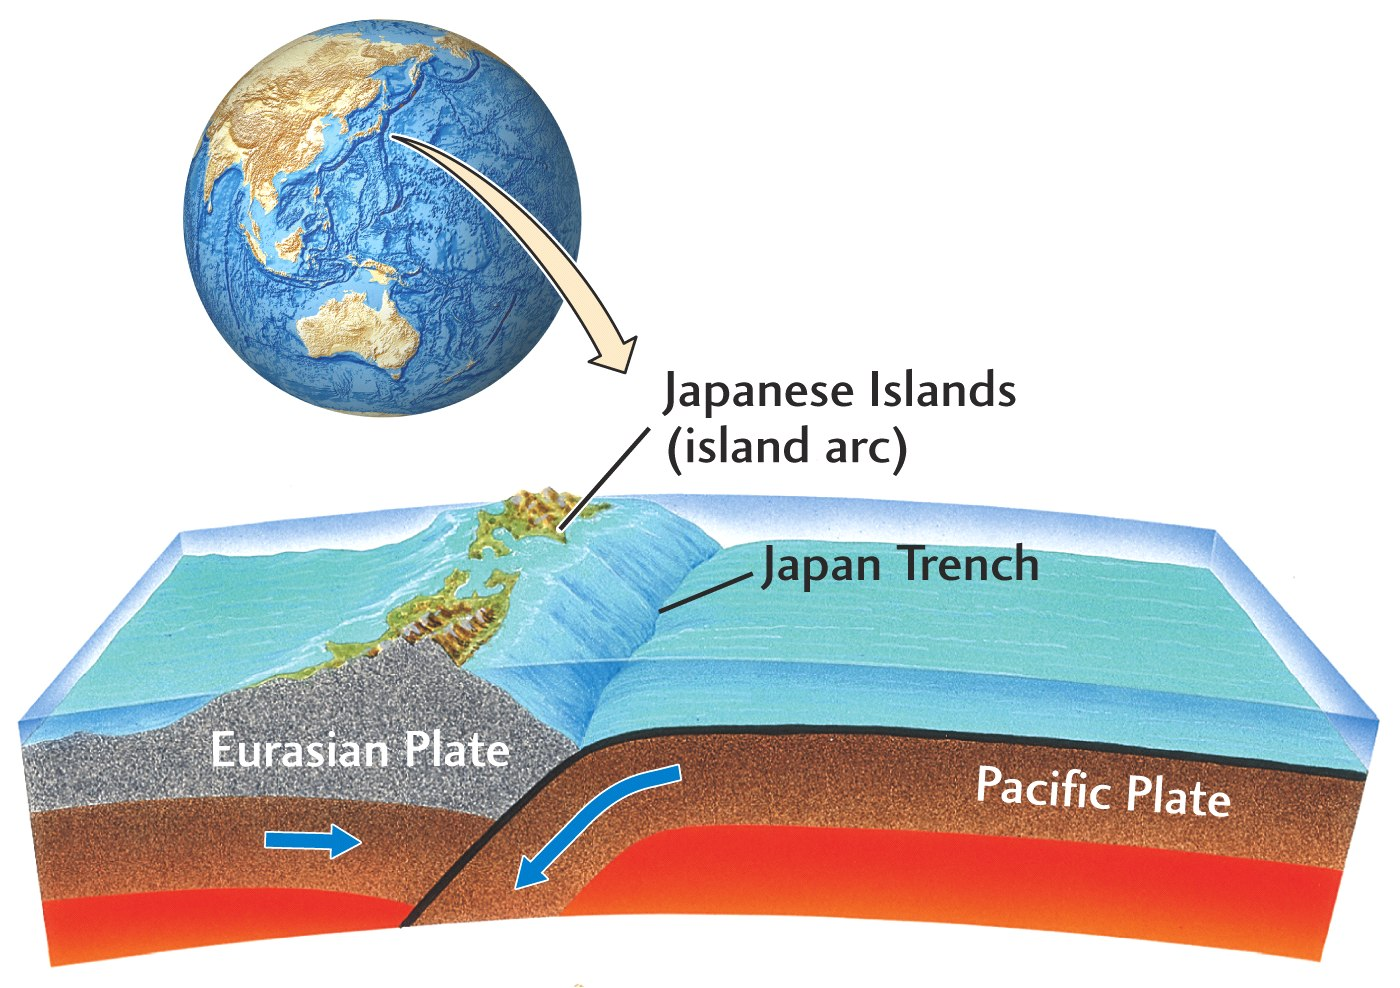 Japanese Islands
(island arc)
Japan Trench
Eurasian Plate
Pacific Plate